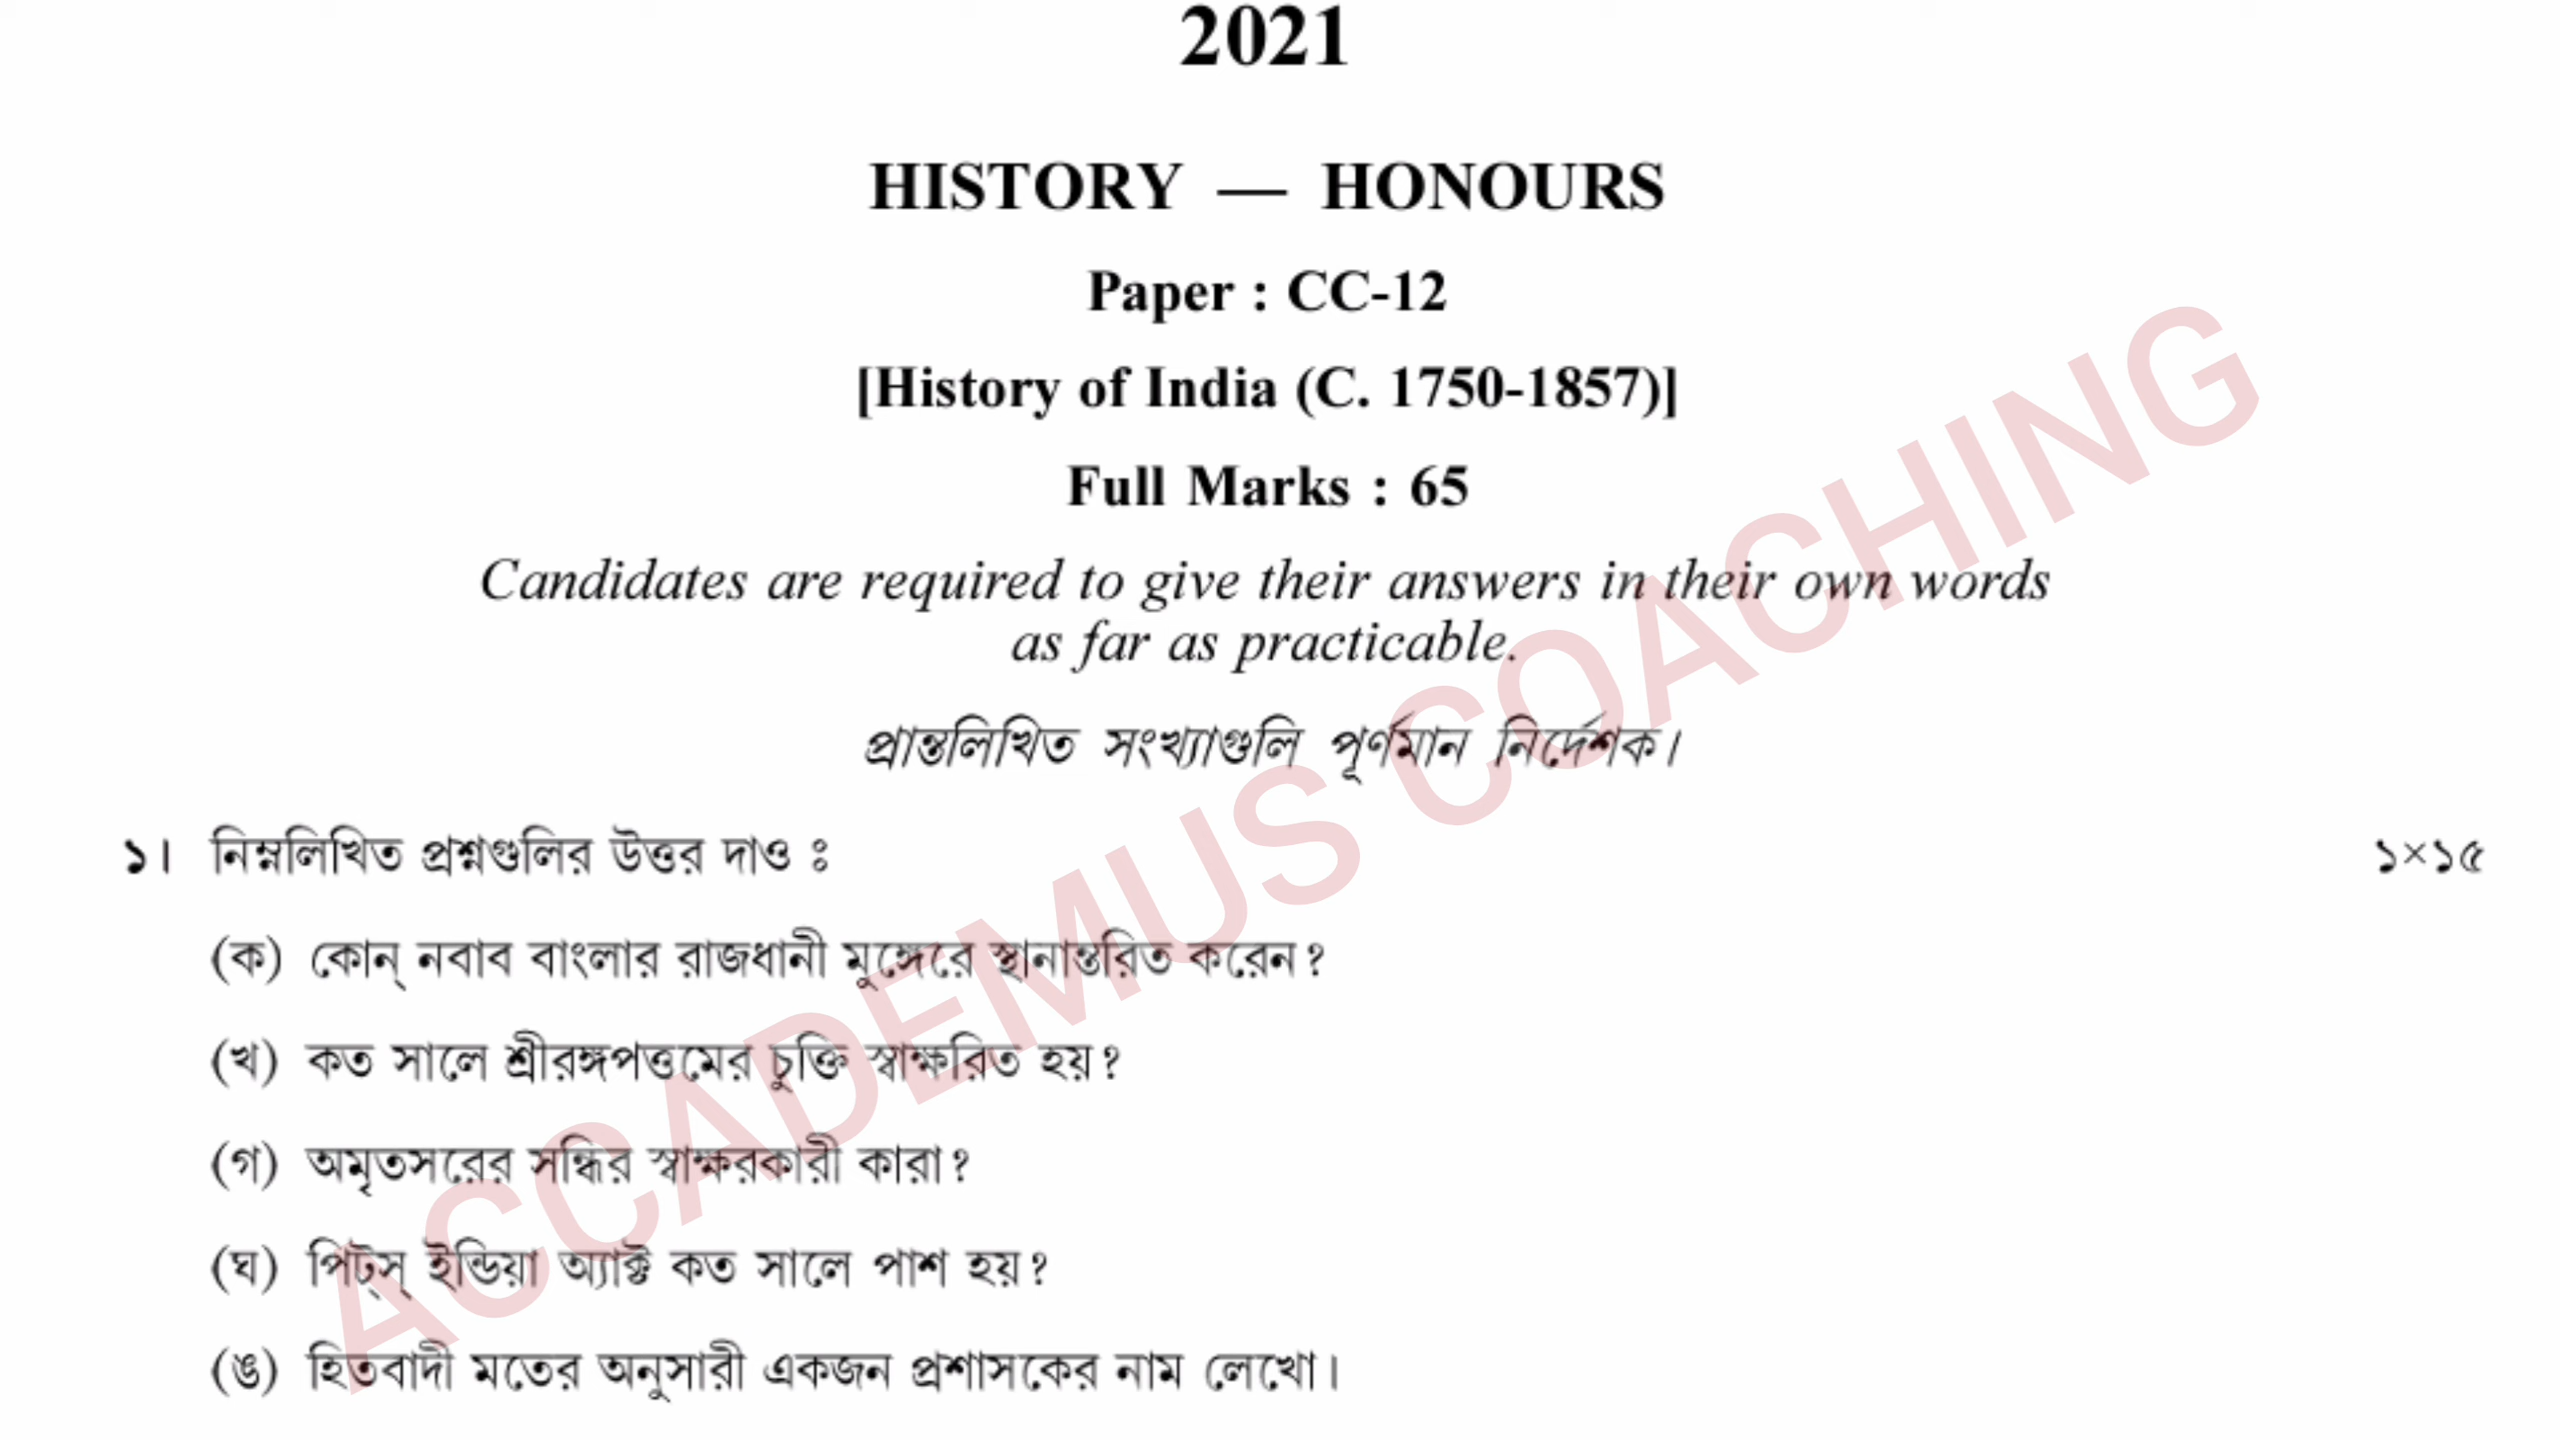 2021
HISTORY — HONOURS
Paper : CC-12
[History of India (C. 1750-1857)]
Full Marks : 65
Candidates are required to give their answers in their own words
as far as practicable.
প্রান্তলিখিত সংখ্যাগুলি পূর্ণমান নির্দেশক।
১। নিম্নলিখিত প্রশ্নগুলির উত্তর দাও ঃ ১×১৫
(ক) কোন্ নবাব বাংলার রাজধানী মুঙ্গেরে স্থানান্তরিত করেন?
(খ) কত সালে শ্রীরঙ্গপত্তমের চুক্তি স্বাক্ষরিত হয়?
(গ) অমৃতসরের সন্ধির স্বাক্ষরকারী কারা?
(ঘ) পিট্স্ ইন্ডিয়া অ্যাক্ট কত সালে পাশ হয়?
(ঙ) হিতবাদী মতের অনুসারী একজন প্রশাসকের নাম লেখো।
ACCADEMUS COACHING